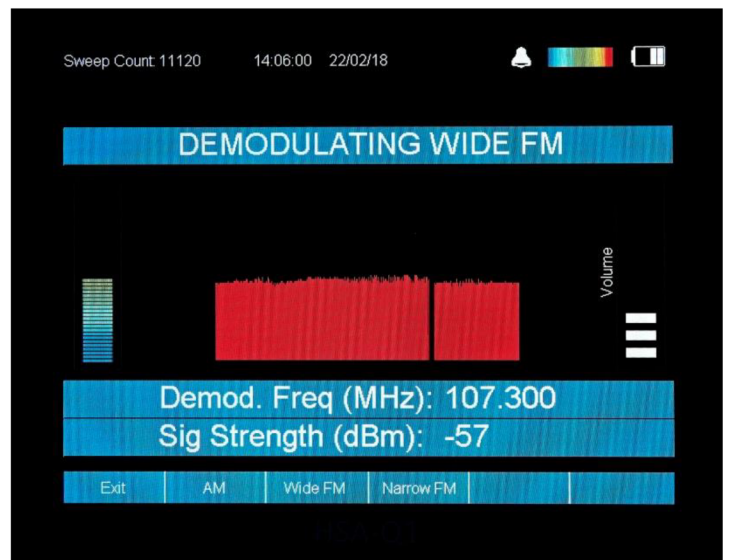 Sweep Count: 11120 14:06:00 22/02/18
DEMODULATING WIDE FM
Volume
Demod. Freq (MHz): 107.300
Sig Strength (dBm): -57
Exit AM Wide FM Narrow FM